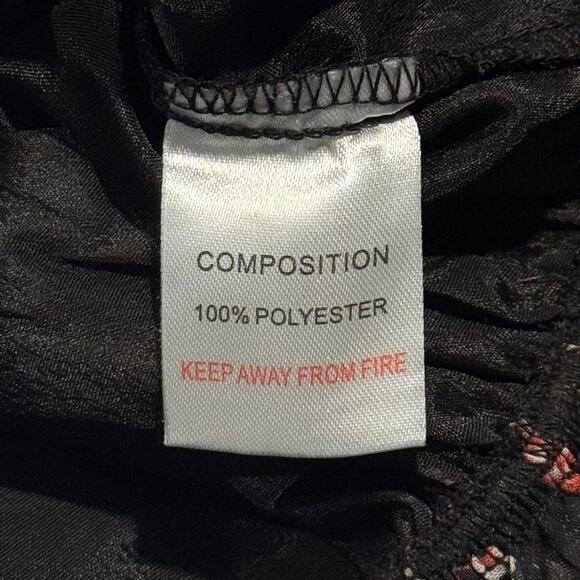 COMPOSITION
100% POLYESTER
KEEP AWAY FROM FIRE